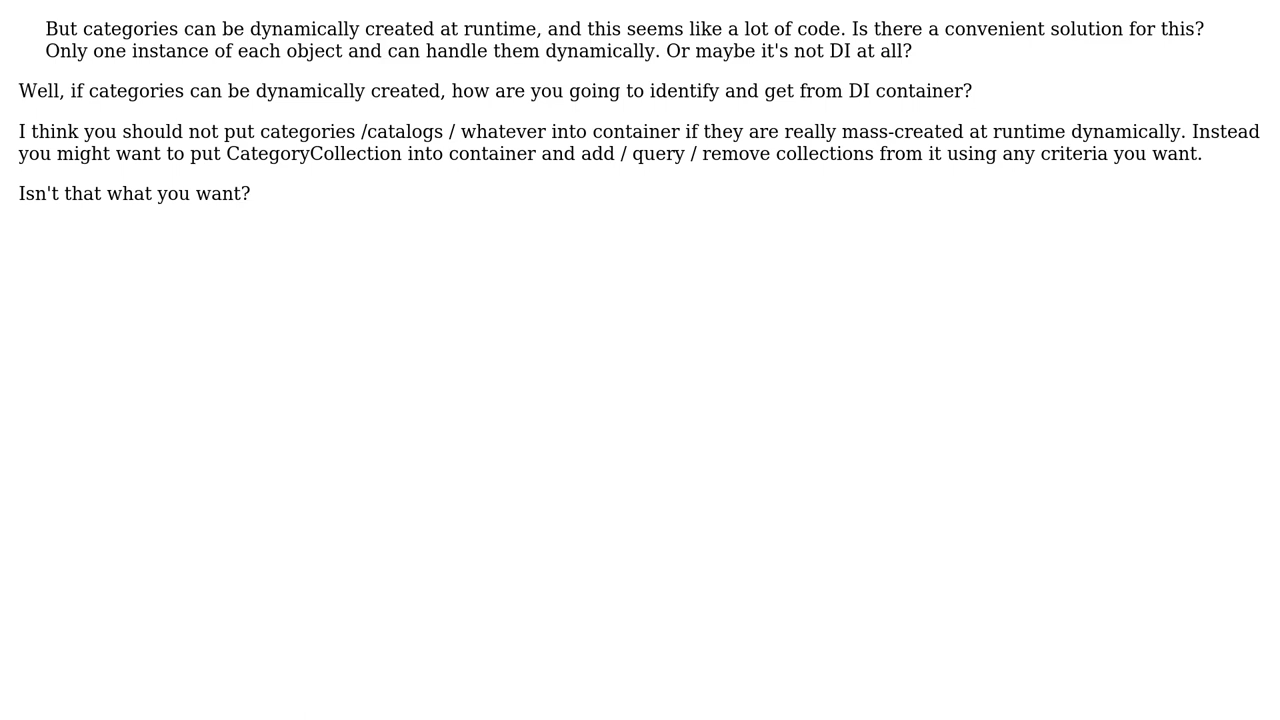 But categories can be dynamically created at runtime, and this seems like a lot of code. Is there a convenient solution for this?
Only one instance of each object and can handle them dynamically. Or maybe it's not DI at all?
Well, if categories can be dynamically created, how are you going to identify and get from DI container?
I think you should not put categories /catalogs / whatever into container if they are really mass-created at runtime dynamically. Instead
you might want to put CategoryCollection into container and add / query / remove collections from it using any criteria you want.
Isn't that what you want?